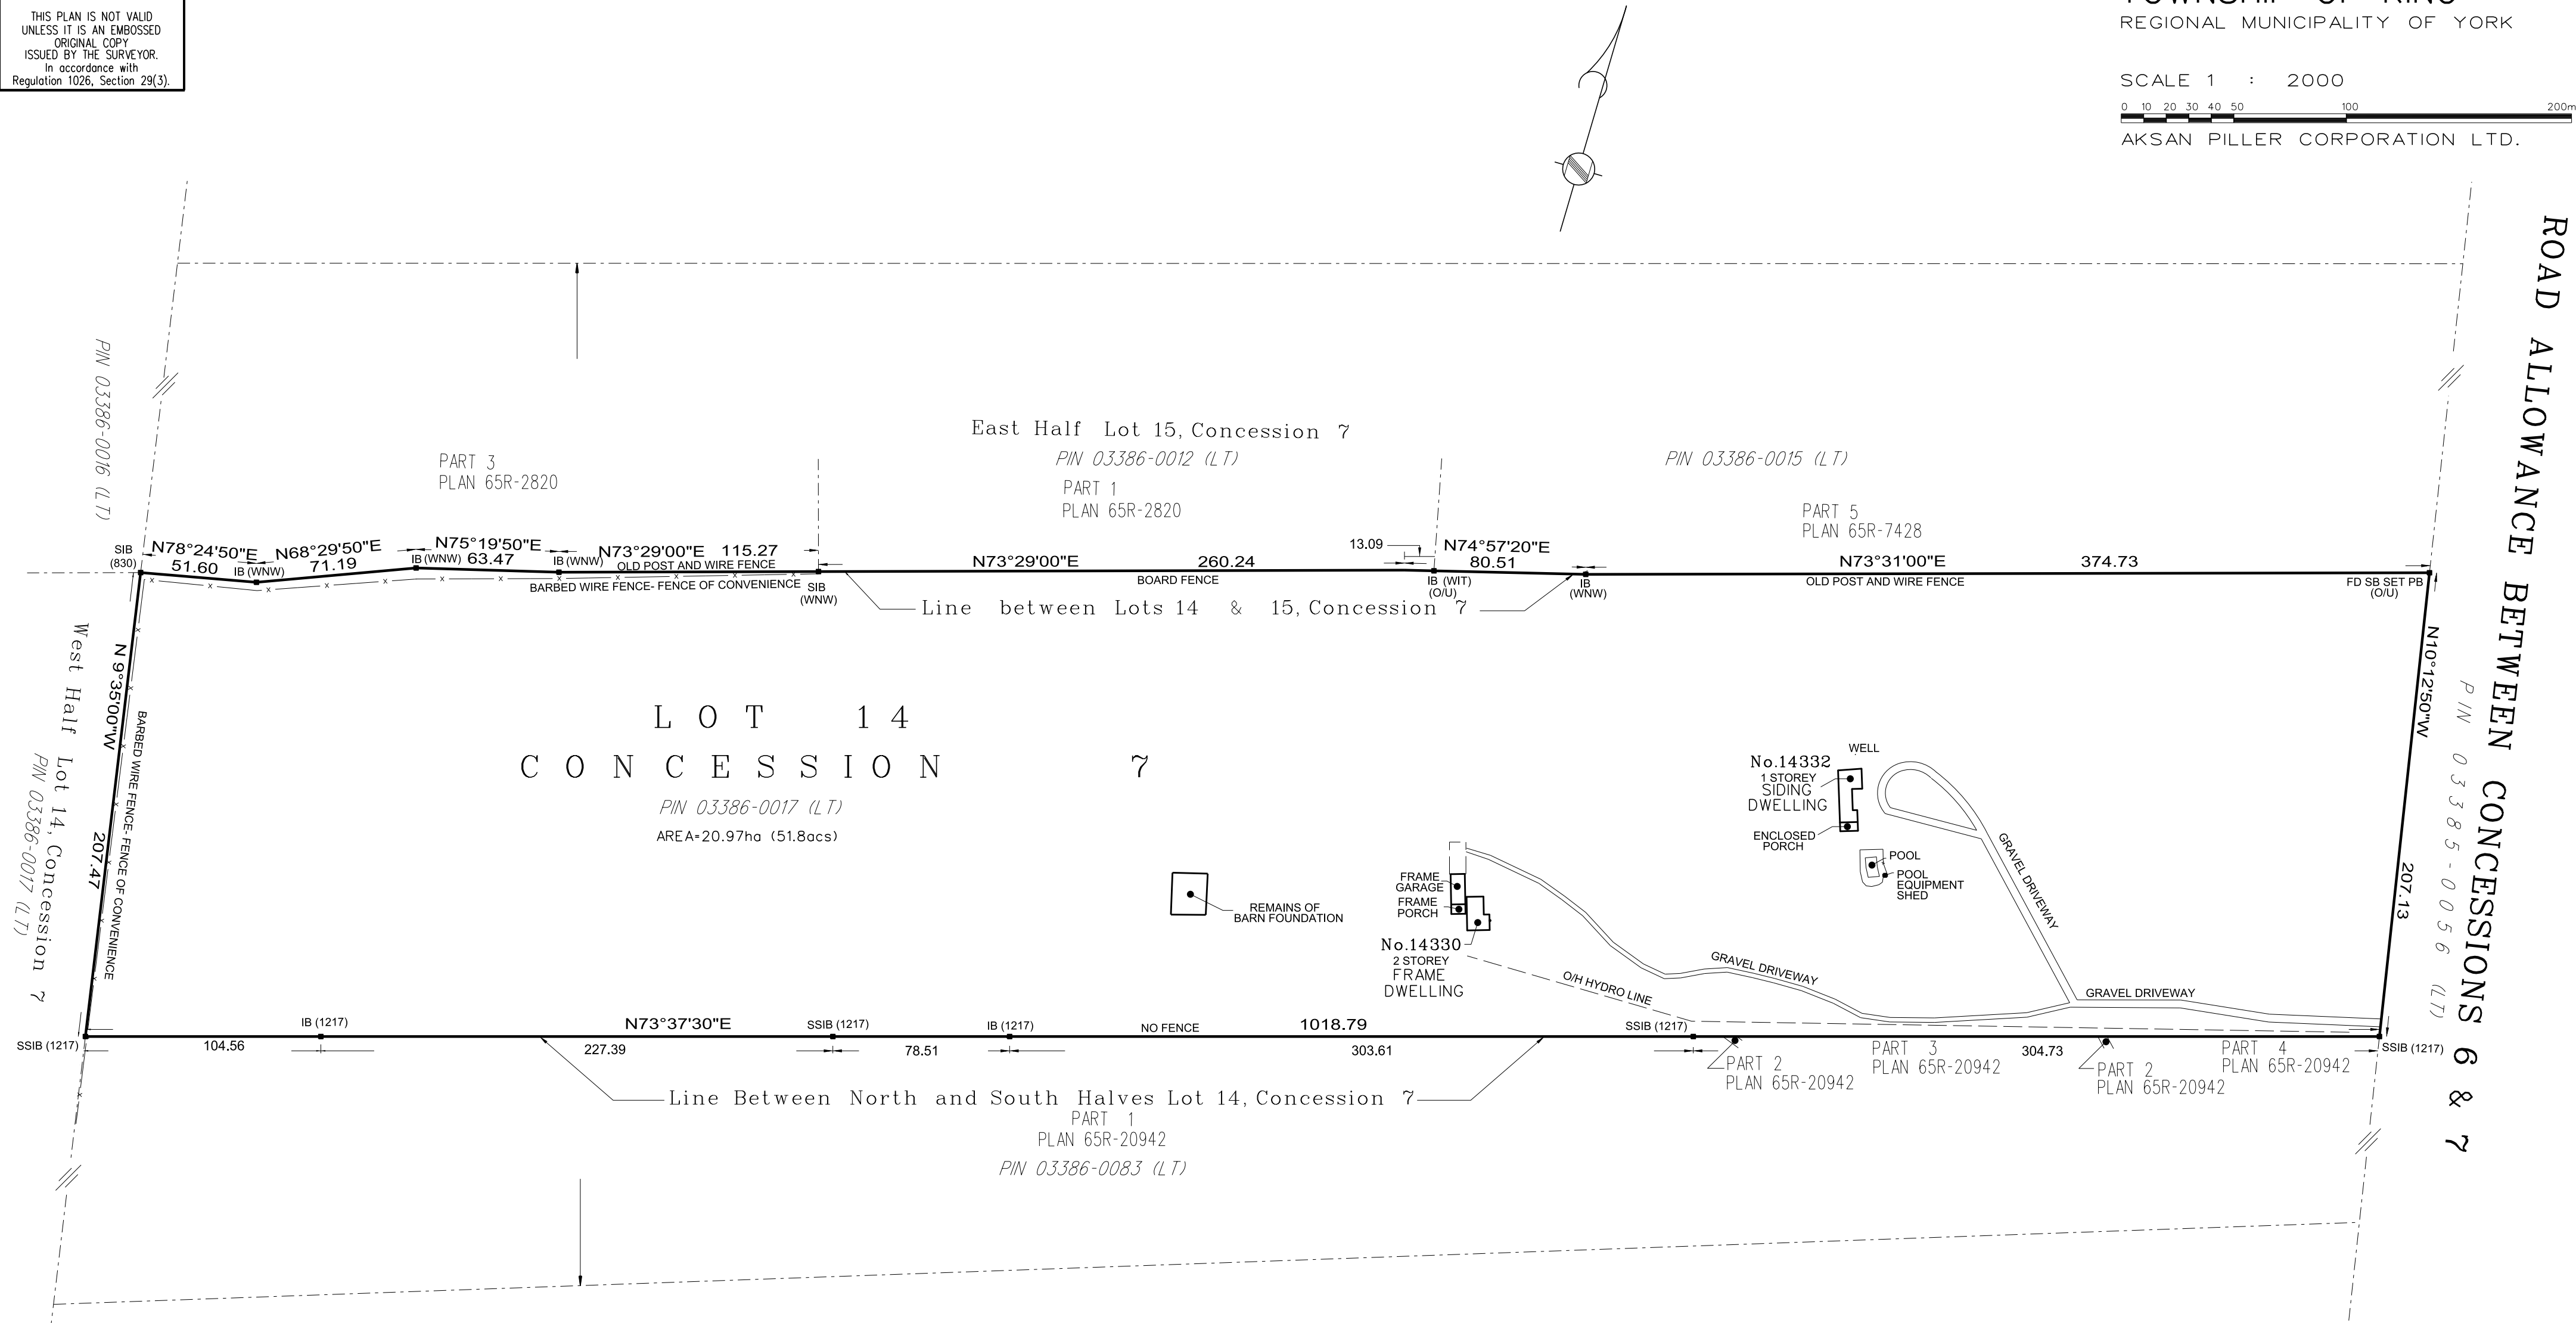 THIS PLAN IS NOT VALID
UNLESS IT IS AN EMBOSSED
ORIGINAL COPY
ISSUED BY THE SURVEYOR.
In accordance with
Regulation 1026, Section 29(3).
REGIONAL MUNICIPALITY OF YORK
SCALE 1 : 2000
0 10 20 30 40 50 100 200m
AKSAN PILLER CORPORATION LTD.
ROAD ALLOWANCE BETWEEN CONCESSIONS 6 & 7
PIN 03385-0056 (LT)
PIN 03386-0016 (LT)
East Half Lot 15, Concession 7
PIN 03386-0012 (LT)
PART 1
PLAN 65R-2820
PART 3
PLAN 65R-2820
PIN 03386-0015 (LT)
PART 5
PLAN 65R-7428
SIB
(830)
N78°24'50"E
51.60
IB (WNW)
N68°29'50"E
71.19
IB (WNW)
N75°19'50"E
63.47
IB (WNW)
N73°29'00"E 115.27
OLD POST AND WIRE FENCE
BARBED WIRE FENCE- FENCE OF CONVENIENCE
SIB
(WNW)
N73°29'00"E 260.24
BOARD FENCE
13.09
IB (WIT)
(O/U)
N74°57'20"E
80.51
IB
(WNW)
N73°31'00"E 374.73
OLD POST AND WIRE FENCE
FD SB SET PB
(O/U)
Line between Lots 14 & 15, Concession 7
N 9°35'00"W
207.47
BARBED WIRE FENCE- FENCE OF CONVENIENCE
West Half Lot 14, Concession 7
PIN 03386-0017 (LT)
N10°12'50"W
207.13
LOT 14
CONCESSION 7
PIN 03386-0017 (LT)
AREA=20.97ha (51.8acs)
REMAINS OF
BARN FOUNDATION
FRAME
GARAGE
FRAME
PORCH
No.14330
2 STOREY
FRAME
DWELLING
WELL
No.14332
1 STOREY
SIDING
DWELLING
ENCLOSED
PORCH
POOL
POOL
EQUIPMENT
SHED
GRAVEL DRIVEWAY
GRAVEL DRIVEWAY
GRAVEL DRIVEWAY
O/H HYDRO LINE
SSIB (1217)
104.56
IB (1217)
227.39
N73°37'30"E
SSIB (1217)
78.51
IB (1217)
NO FENCE
1018.79
303.61
SSIB (1217)
304.73
SSIB (1217)
PART 2
PLAN 65R-20942
PART 3
PLAN 65R-20942
PART 2
PLAN 65R-20942
PART 4
PLAN 65R-20942
Line Between North and South Halves Lot 14, Concession 7
PART 1
PLAN 65R-20942
PIN 03386-0083 (LT)